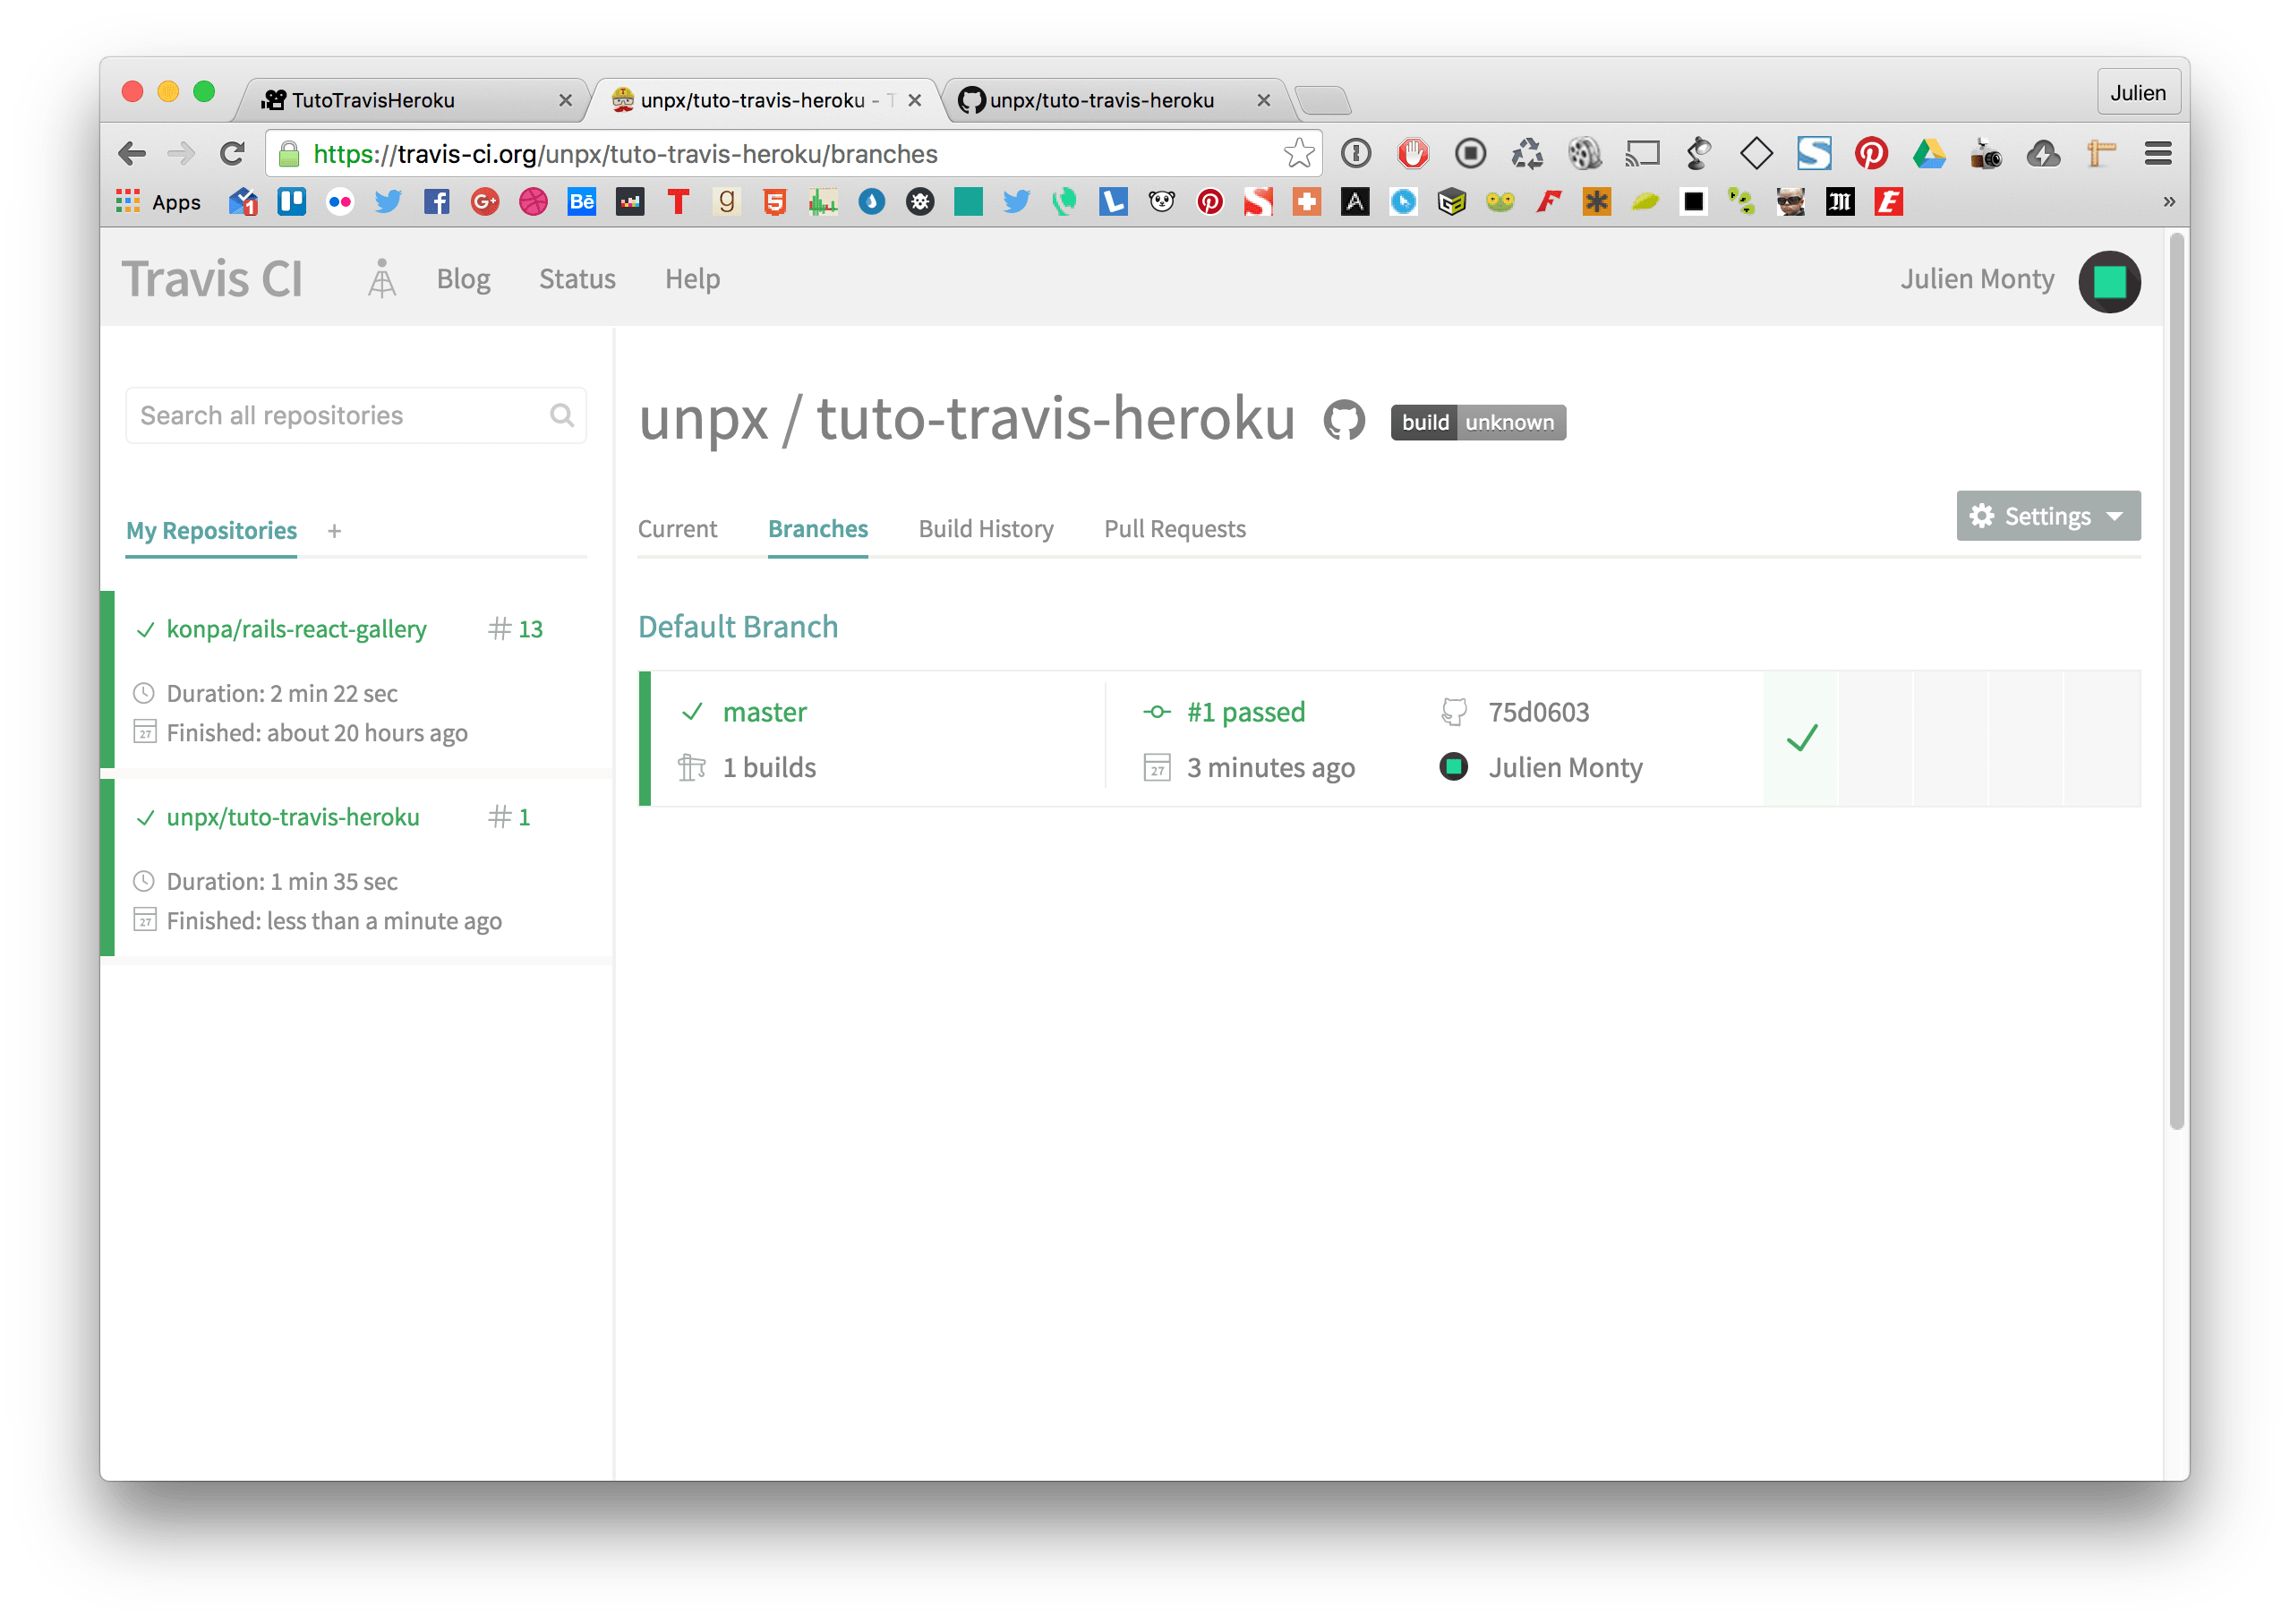 TutoTravisHeroku
unpx/tuto-travis-heroku - T
unpx/tuto-travis-heroku
Julien
https://travis-ci.org/unpx/tuto-travis-heroku/branches
Apps
Travis CI
Blog
Status
Help
Julien Monty
Search all repositories
unpx / tuto-travis-heroku
build unknown
My Repositories +
Current
Branches
Build History
Pull Requests
Settings
konpa/rails-react-gallery
# 13
Duration: 2 min 22 sec
27 Finished: about 20 hours ago
unpx/tuto-travis-heroku
# 1
Duration: 1 min 35 sec
27 Finished: less than a minute ago
Default Branch
master
#1 passed
75d0603
1 builds
27 3 minutes ago
Julien Monty